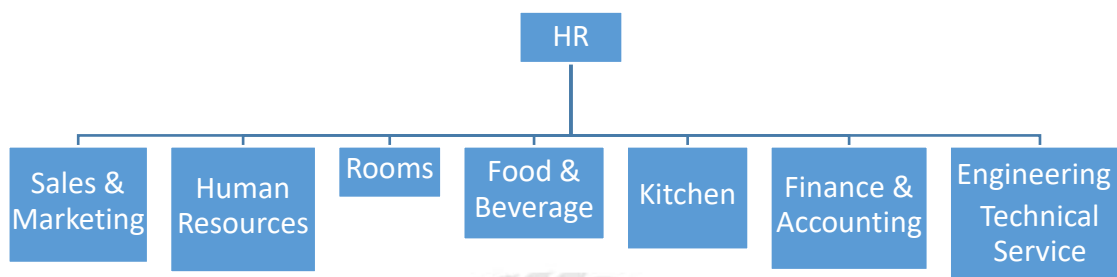 HR
Sales &
Marketing
Human
Resources
Rooms
Food &
Beverage
Kitchen
Finance &
Accounting
Engineering
Technical
Service